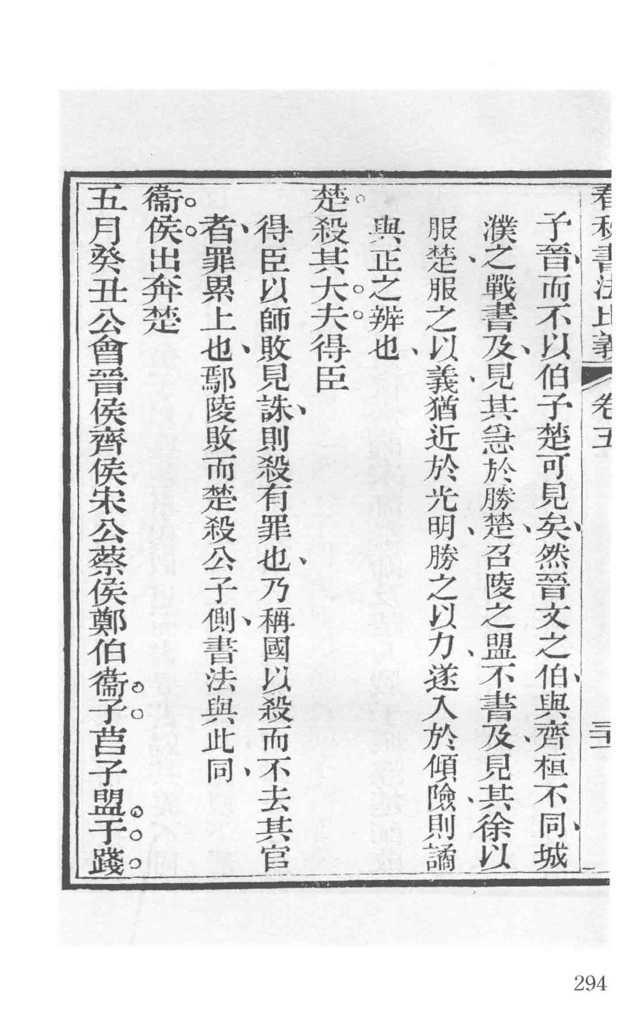 春秋書法比義 卷五
子晉而不以伯子楚可見矣然晉文之伯與齊桓不同城
濮之戰書及見其急於勝楚召陵之盟不書及見其徐以
服楚服之以義猶近於光明勝之以力遂入於傾險則譎
與正之辨也
楚殺其大夫得臣
得臣以師敗見誅則殺有罪也乃稱國以殺而不去其官
者罪累上也鄢陵敗而楚殺公子側書法與此同
衞侯出奔楚
五月癸丑公會晉侯齊侯宋公蔡侯鄭伯衞子莒子盟于踐
294